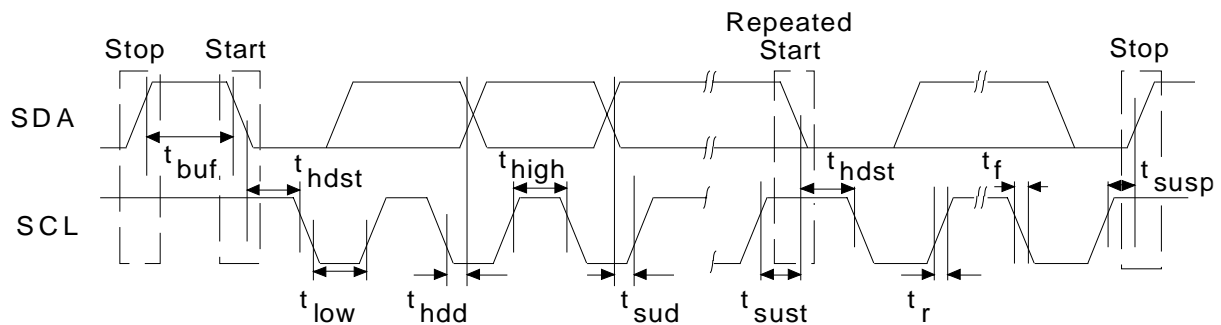 Repeated
Stop Start Start Stop
SDA
t buf t hdst t high t hdst t f t susp
SCL
t low t hdd t sud t sust t r